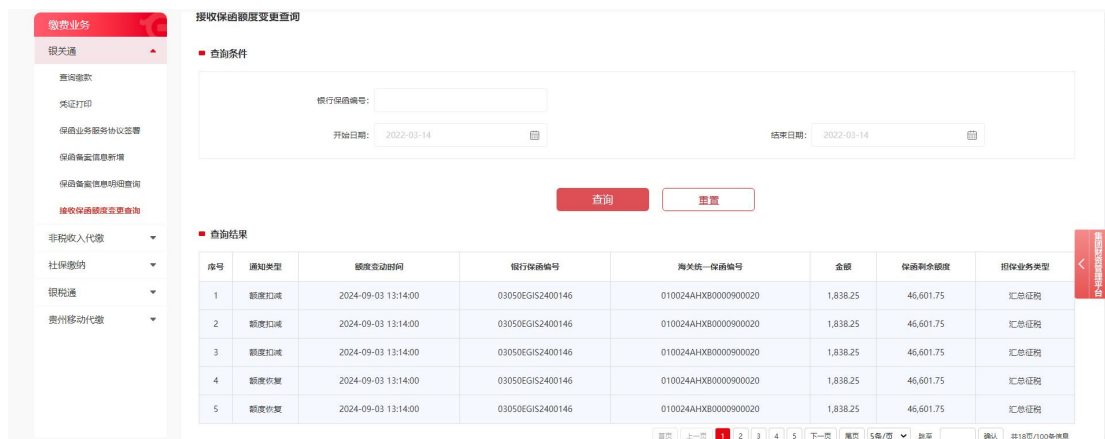 缴费业务
银关通
查询缴款
凭证打印
保函业务服务协议签署
保函备案信息新增
保函备案信息明细查询
接收保函额度变更查询
非税收入代缴
社保缴纳
银税通
贵州移动代缴
接收保函额度变更查询
查询条件
银行保函编号：
开始日期： 2022-03-14 结束日期： 2022-03-14
查询 重置
查询结果
序号 通知类型 额度变动时间 银行保函编号 海关统一保函编号 金额 保函剩余额度 担保业务类型
1 额度扣减 2024-09-03 13:14:00 03050EGIS2400146 010024AHXB0000900020 1,838.25 46,601.75 汇总征税
2 额度扣减 2024-09-03 13:14:00 03050EGIS2400146 010024AHXB0000900020 1,838.25 46,601.75 汇总征税
3 额度扣减 2024-09-03 13:14:00 03050EGIS2400146 010024AHXB0000900020 1,838.25 46,601.75 汇总征税
4 额度恢复 2024-09-03 13:14:00 03050EGIS2400146 010024AHXB0000900020 1,838.25 46,601.75 汇总征税
5 额度恢复 2024-09-03 13:14:00 03050EGIS2400146 010024AHXB0000900020 1,838.25 46,601.75 汇总征税
首页 上一页 1 2 3 4 5 下一页 尾页 5条/页 跳至 确认 共18页/100条信息
集团财资管理平台